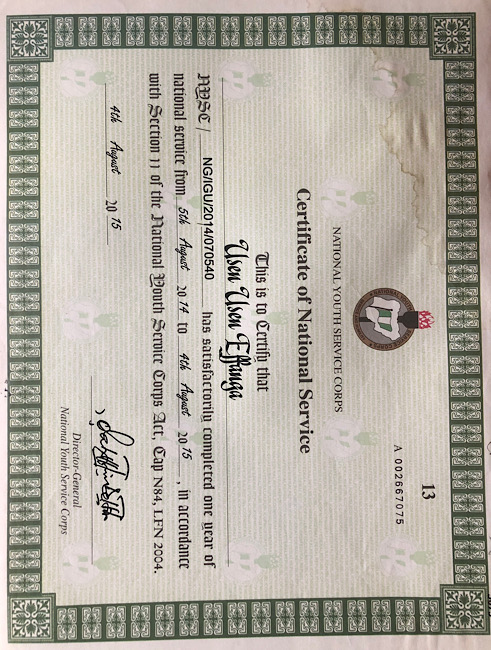 13
A 002667075
NATIONAL YOUTH SERVICE CORPS
Certificate of National Service
This is to Certify that
Usen Usen Effanga
NYSC/ NG/IGU/2014/070540 has satisfactorily completed one year of
national service from 5th August 2014 to 4th August 2015, in accordance
with Section 11 of the National Youth Service Corps Act, Cap N84, LFN 2004.
4th August 2015
Director-General
National Youth Service Corps